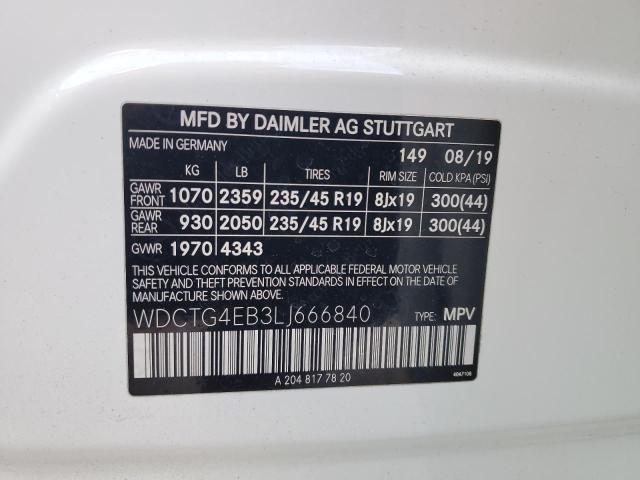 MFD BY DAIMLER AG STUTTGART
MADE IN GERMANY 149 08/19
KG LB TIRES RIM SIZE COLD KPA (PSI)
GAWR FRONT 1070 2359 235/45 R19 8Jx19 300(44)
GAWR REAR 930 2050 235/45 R19 8Jx19 300(44)
GVWR 1970 4343
THIS VEHICLE CONFORMS TO ALL APPLICABLE FEDERAL MOTOR VEHICLE
SAFETY AND THEFT PREVENTION STANDARDS IN EFFECT ON THE
DATE OF MANUFACTURE SHOWN ABOVE.
WDCTG4EB3LJ666840 TYPE: MPV
A 204 817 78 20